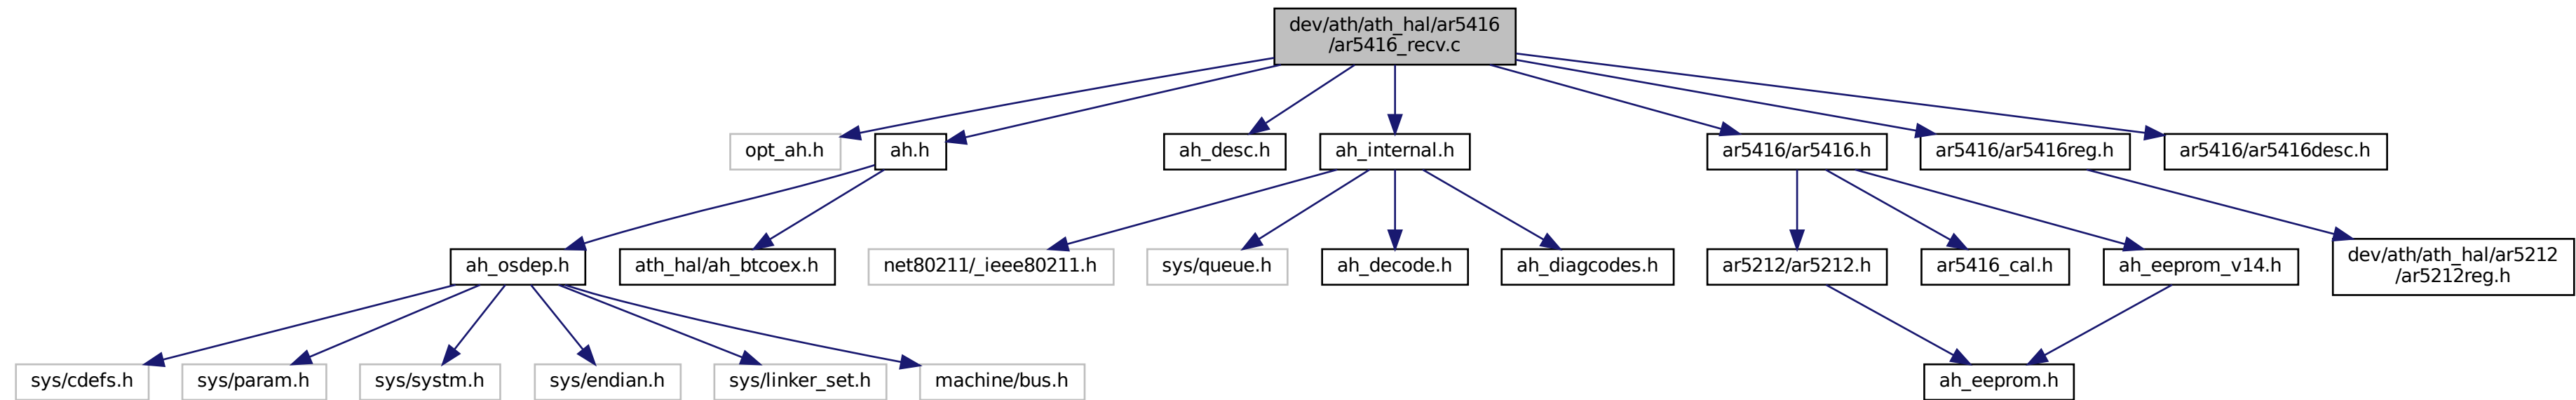 dev/ath/ath_hal/ar5416
/ar5416_recv.c
opt_ah.h
ah.h
ah_desc.h
ah_internal.h
ar5416/ar5416.h
ar5416/ar5416reg.h
ar5416/ar5416desc.h
ah_osdep.h
ath_hal/ah_btcoex.h
net80211/_ieee80211.h
sys/queue.h
ah_decode.h
ah_diagcodes.h
ar5212/ar5212.h
ar5416_cal.h
ah_eeprom_v14.h
dev/ath/ath_hal/ar5212
/ar5212reg.h
sys/cdefs.h
sys/param.h
sys/systm.h
sys/endian.h
sys/linker_set.h
machine/bus.h
ah_eeprom.h